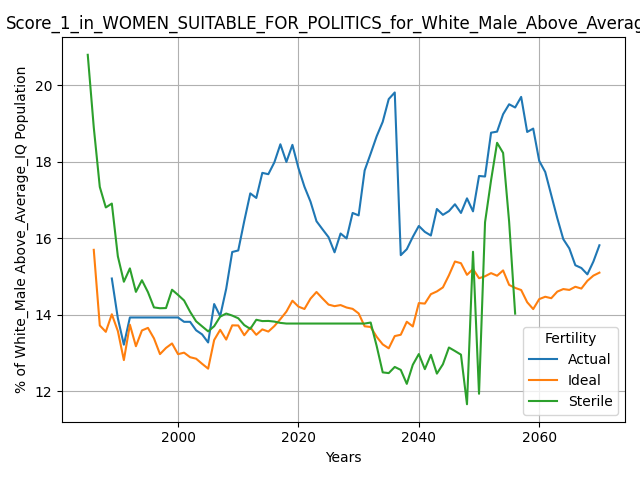 Score_1_in_WOMEN_SUITABLE_FOR_POLITICS_for_White_Male_Above_Averag
% of White_Male Above_Average_IQ Population
20
18
16
14
12
2000 2020 2040 2060
Years
Fertility
Actual
Ideal
Sterile